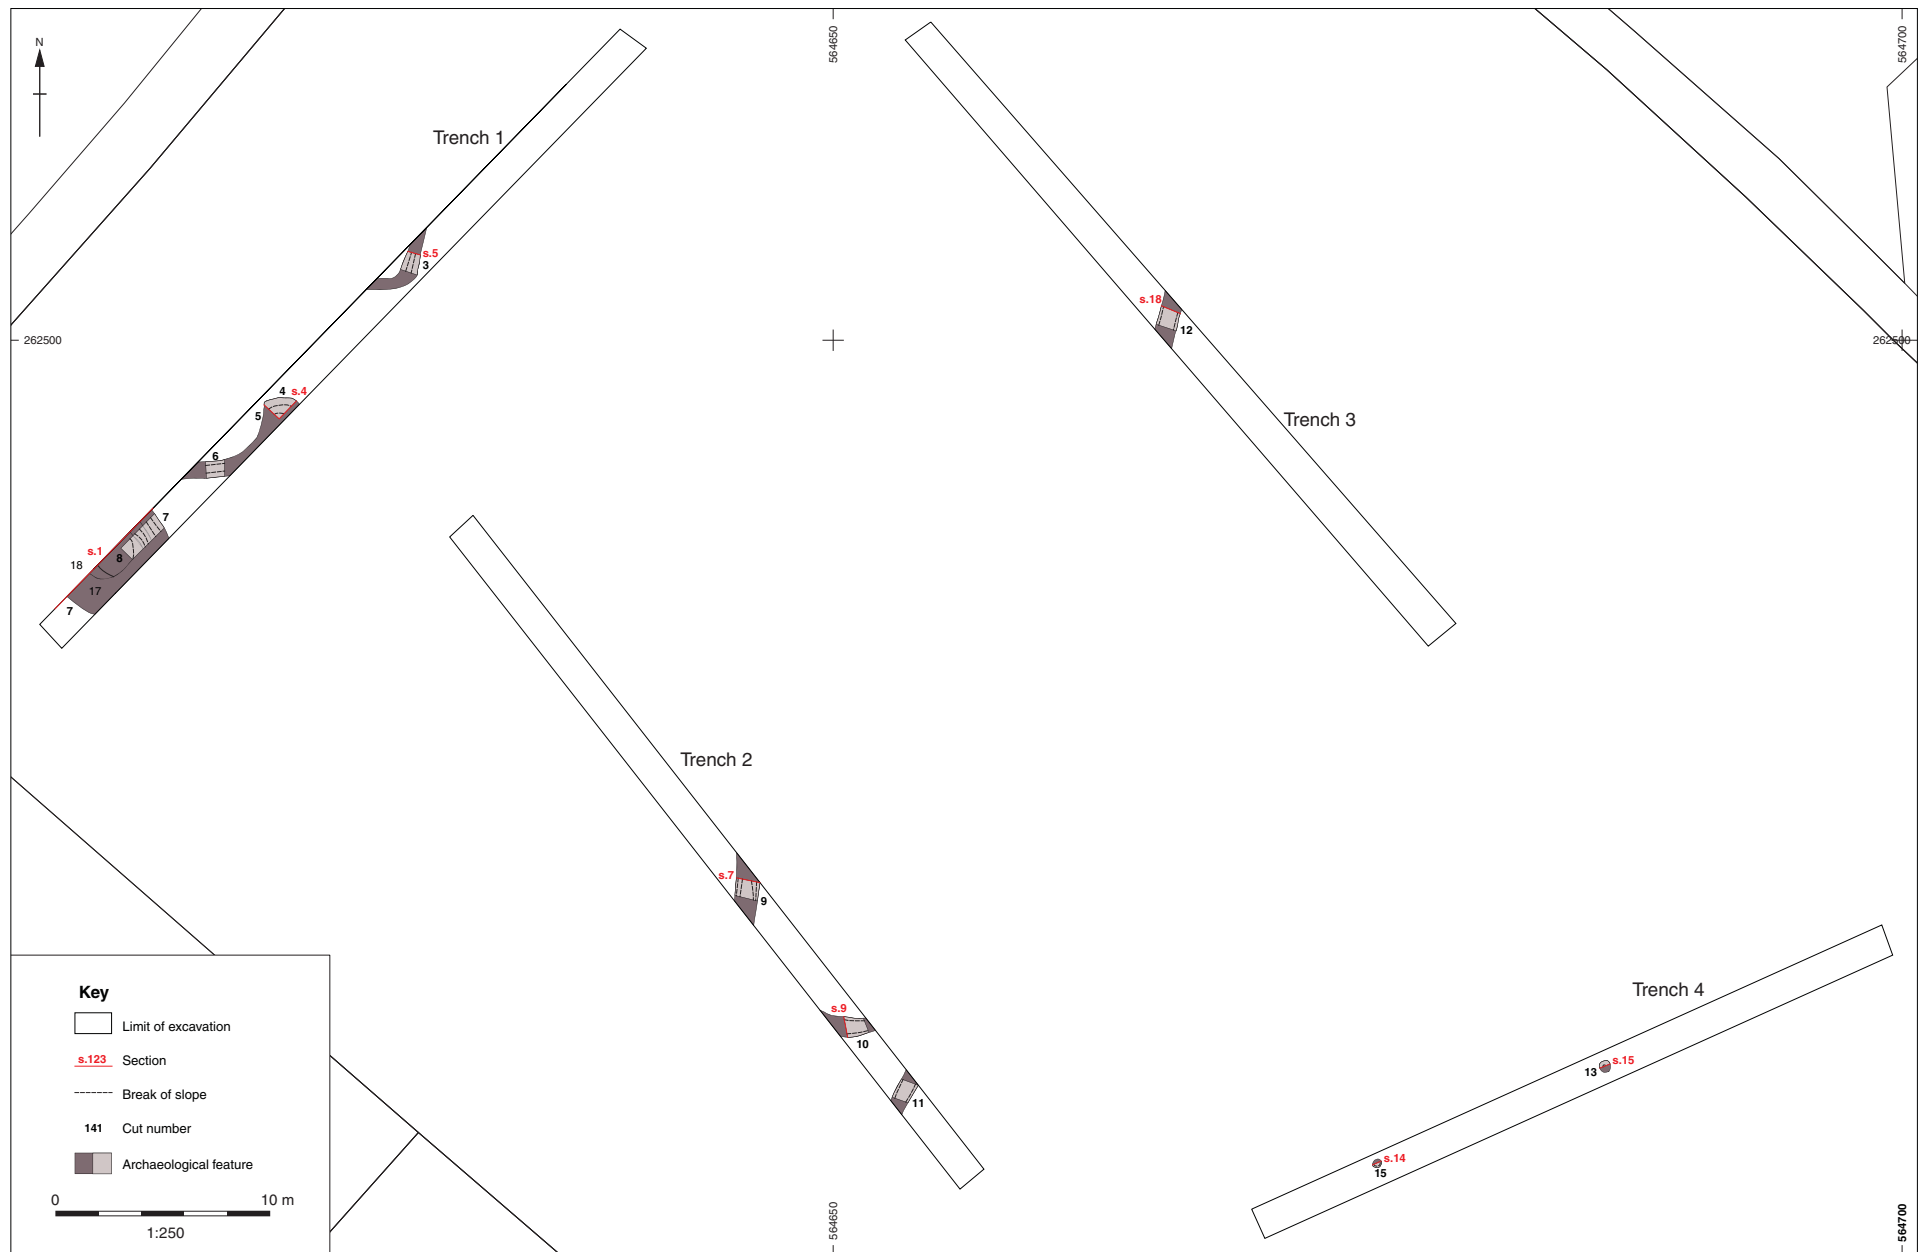 N
564650
564700
Trench 1
s.5
3
s.18
12
262500
262500
4 s.4
5
Trench 3
6
7
s.1
8
18
17
7
Trench 2
s.7
9
Trench 4
s.9
10
s.15
13
11
s.14
15
Key
Limit of excavation
s.123 Section
Break of slope
141 Cut number
Archaeological feature
0 10 m
1:250
564650
564700